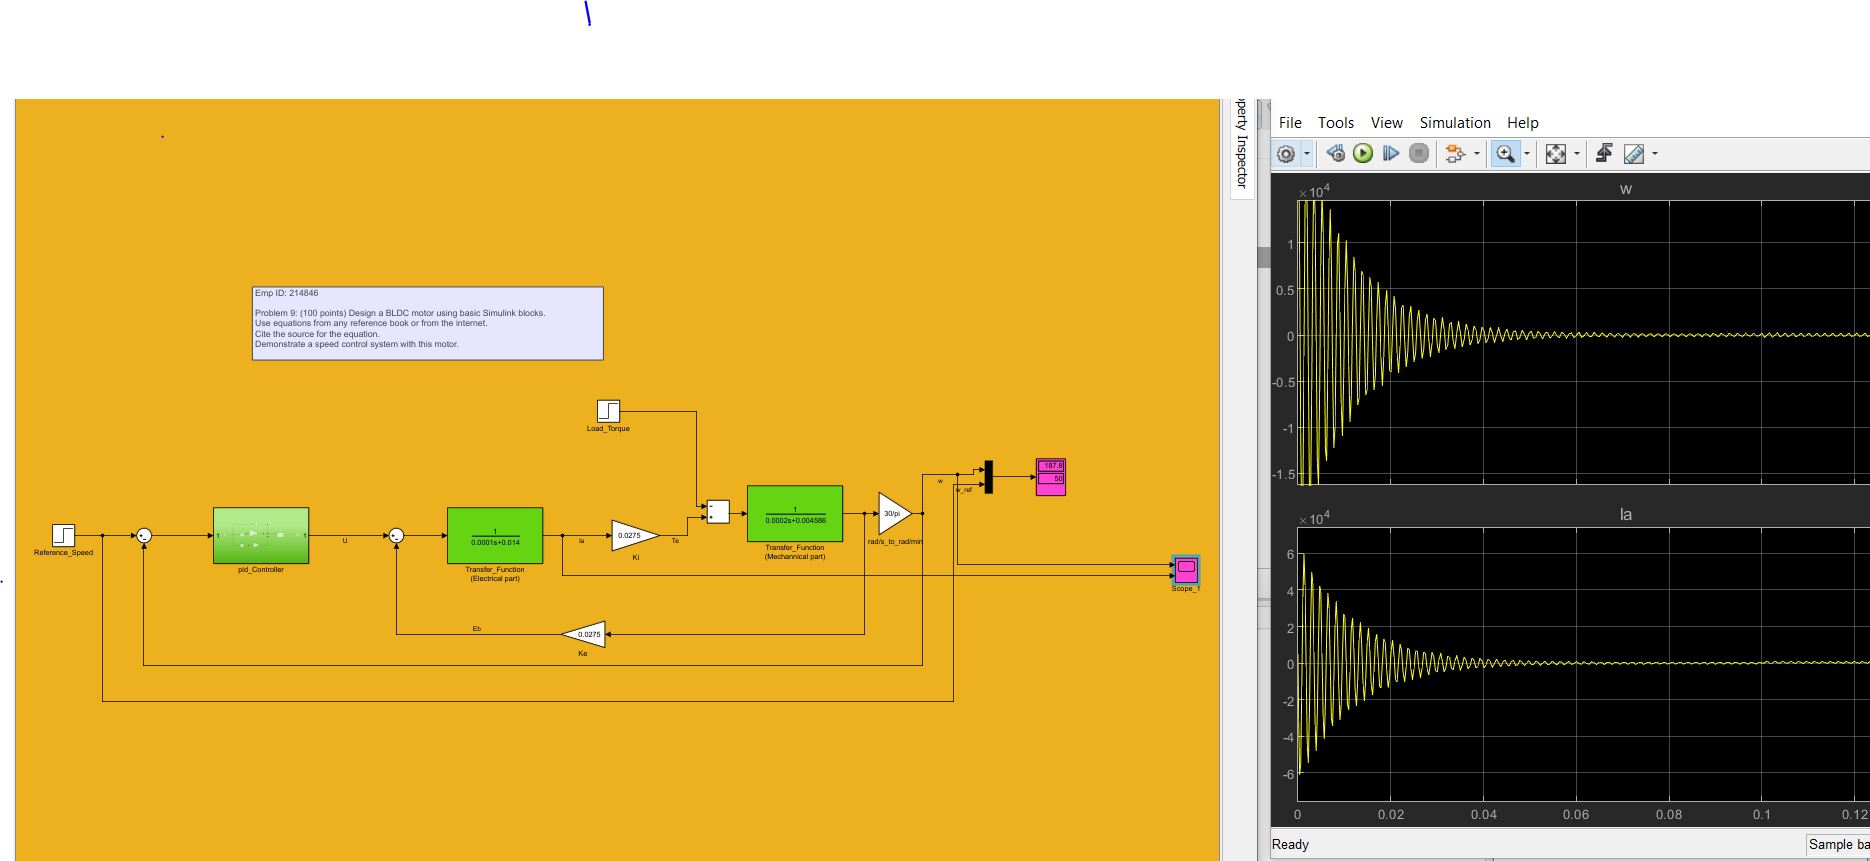 Emp ID: 214846
Problem 9: (100 points) Design a BLDC motor using basic Simulink blocks.
Use equations from any reference book or from the internet.
Cite the source for the equation.
Demonstrate a speed control system with this motor.
Load_Torque
Reference_Speed
1
1
pid_Controller
U
1
0.0001s+0.014
Transfer_Function
(Electrical part)
Ia
0.0275
Ki
Te
1
0.0002s+0.004586
Transfer_Function
(Mechannical part)
30/pi
rad/s_to_rad/min
w
w_ref
187.8
50
Scope_1
Eb
0.0275
Ke
operty Inspector
File Tools View Simulation Help
×10^4
w
1
0.5
0
-0.5
-1
-1.5
×10^4
Ia
6
4
2
0
-2
-4
-6
0 0.02 0.04 0.06 0.08 0.1 0.12
Ready
Sample ba